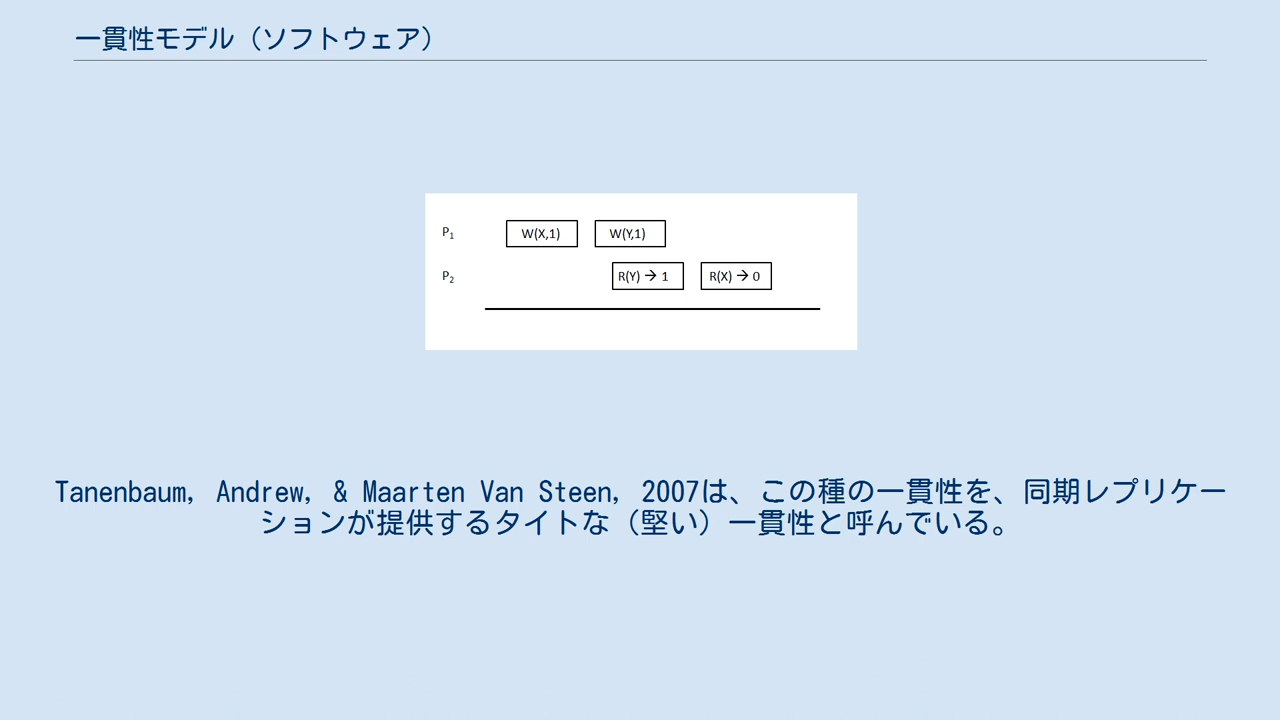 一貫性モデル（ソフトウェア）
P1 W(X,1) W(Y,1)
P2 R(Y) → 1 R(X) → 0
Tanenbaum, Andrew, & Maarten Van Steen, 2007は、この種の一貫性を、同期レプリケー
ションが提供するタイトな（堅い）一貫性と呼んでいる。